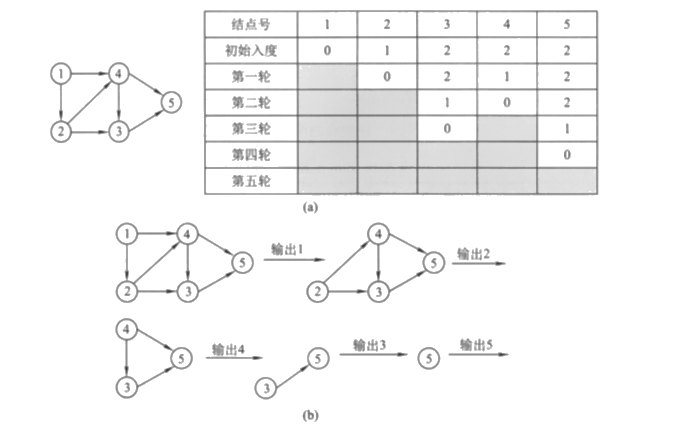 结点号 1 2 3 4 5
初始入度 0 1 2 2 2
第一轮 0 2 1 2
第二轮 1 0 2
第三轮 0 1
第四轮 0
第五轮
1 4
5
2 3
(a)
1 4 4
5 输出1 5 输出2
2 3 2 3
4
5 输出4 5 输出3 5 输出5
3 3
(b)